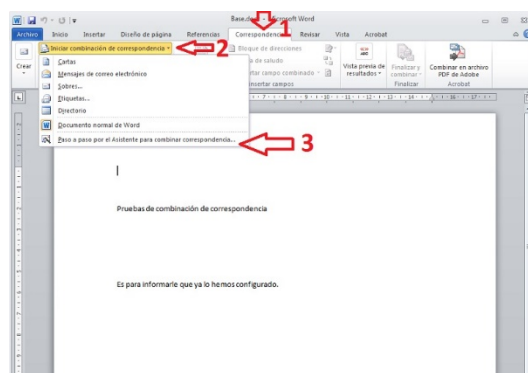 Base.docx - Microsoft Word
Archivo Inicio Insertar Diseño de página Referencias Correspondencia Revisar Vista Acrobat
1
Iniciar combinación de correspondencia
2
Bloque de direcciones
Crear
Cartas
Mensajes de correo electrónico
Sobres...
Etiquetas...
Directorio
Documento normal de Word
Paso a paso por el Asistente para combinar correspondencia...
3
de saludo
campo combinado
Insertar campos
Vista previa de resultados
Finalizar y combinar
Finalizar
Combinar en archivo PDF de Adobe
Acrobat
Pruebas de combinación de correspondencia
Es para informarle que ya lo hemos configurado.